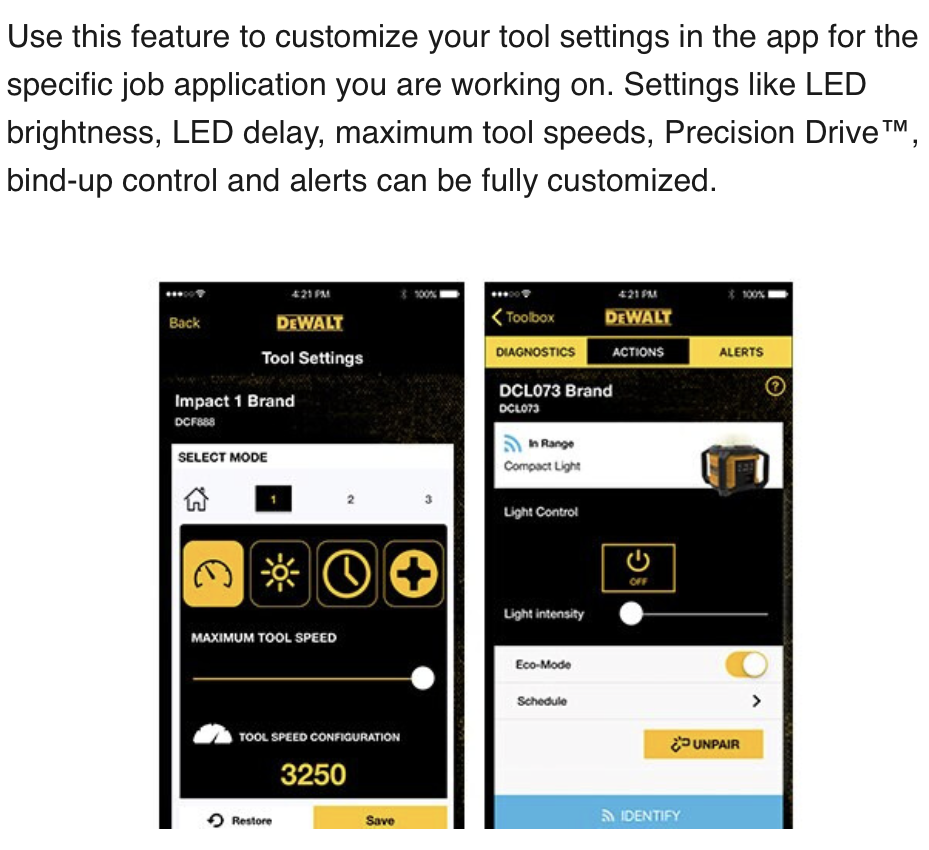 Use this feature to customize your tool settings in the app for the
specific job application you are working on. Settings like LED
brightness, LED delay, maximum tool speeds, Precision Drive™,
bind-up control and alerts can be fully customized.
4:21 PM 100%
Back DEWALT
Tool Settings
Impact 1 Brand
DCF888
SELECT MODE
1 2 3
MAXIMUM TOOL SPEED
TOOL SPEED CONFIGURATION
3250
Restore Save
4:21 PM 100%
Toolbox DEWALT
DIAGNOSTICS ACTIONS ALERTS
DCL073 Brand ?
DCL073
In Range
Compact Light
Light Control
OFF
Light intensity
Eco-Mode
Schedule
UNPAIR
IDENTIFY